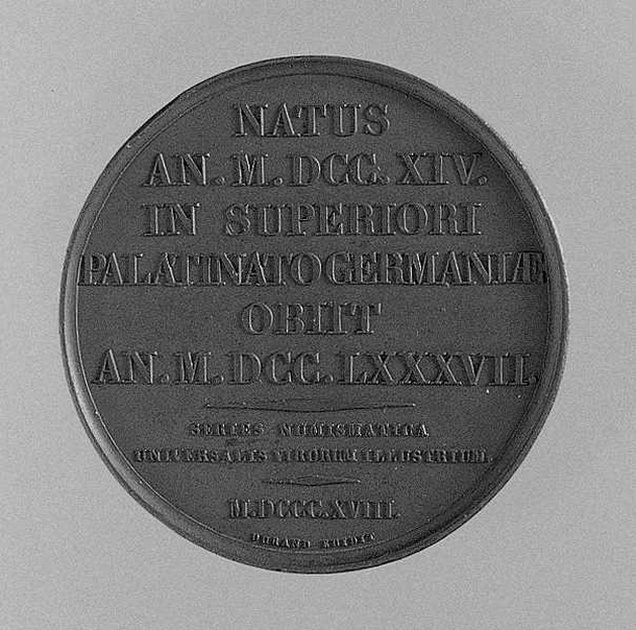 NATUS
AN. M. DCC. XIV.
IN SUPERIORI
PALATINATO GERMANIÆ
OBIIT
AN. M. DCC. LXXXVII.
SERIES NUMISMATICA
UNIVERSALIS VIRORUM ILLUSTRIUM.
M.DCCC.XVIII.
DURAND EDIDIT